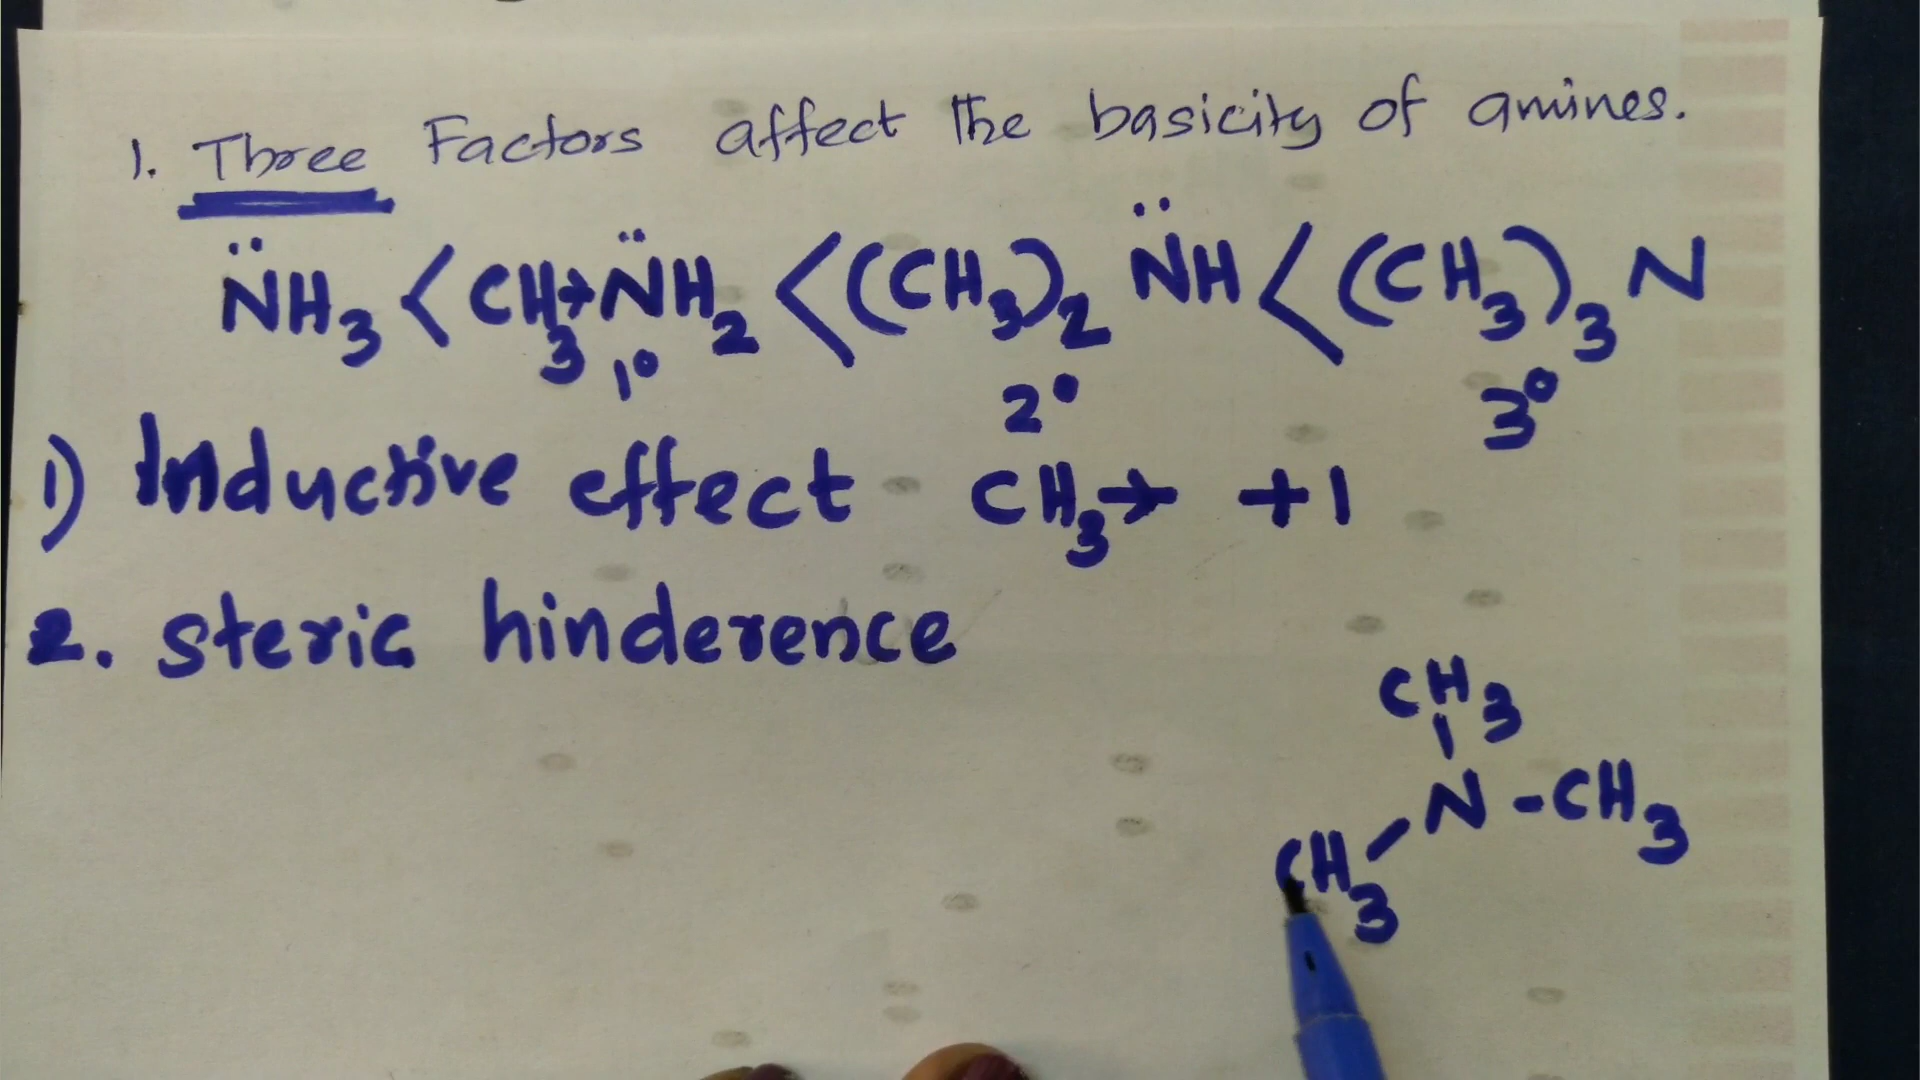 1. Three Factors affect the basicity of amines.
N̈H₃ < CH₃→N̈H₂ < (CH₃)₂ N̈H < (CH₃)₃ N
1° 2° 3°
1) Inductive effect - CH₃→ +I
2. steric hinderence
CH₃
|
N - CH₃
CH₃ /